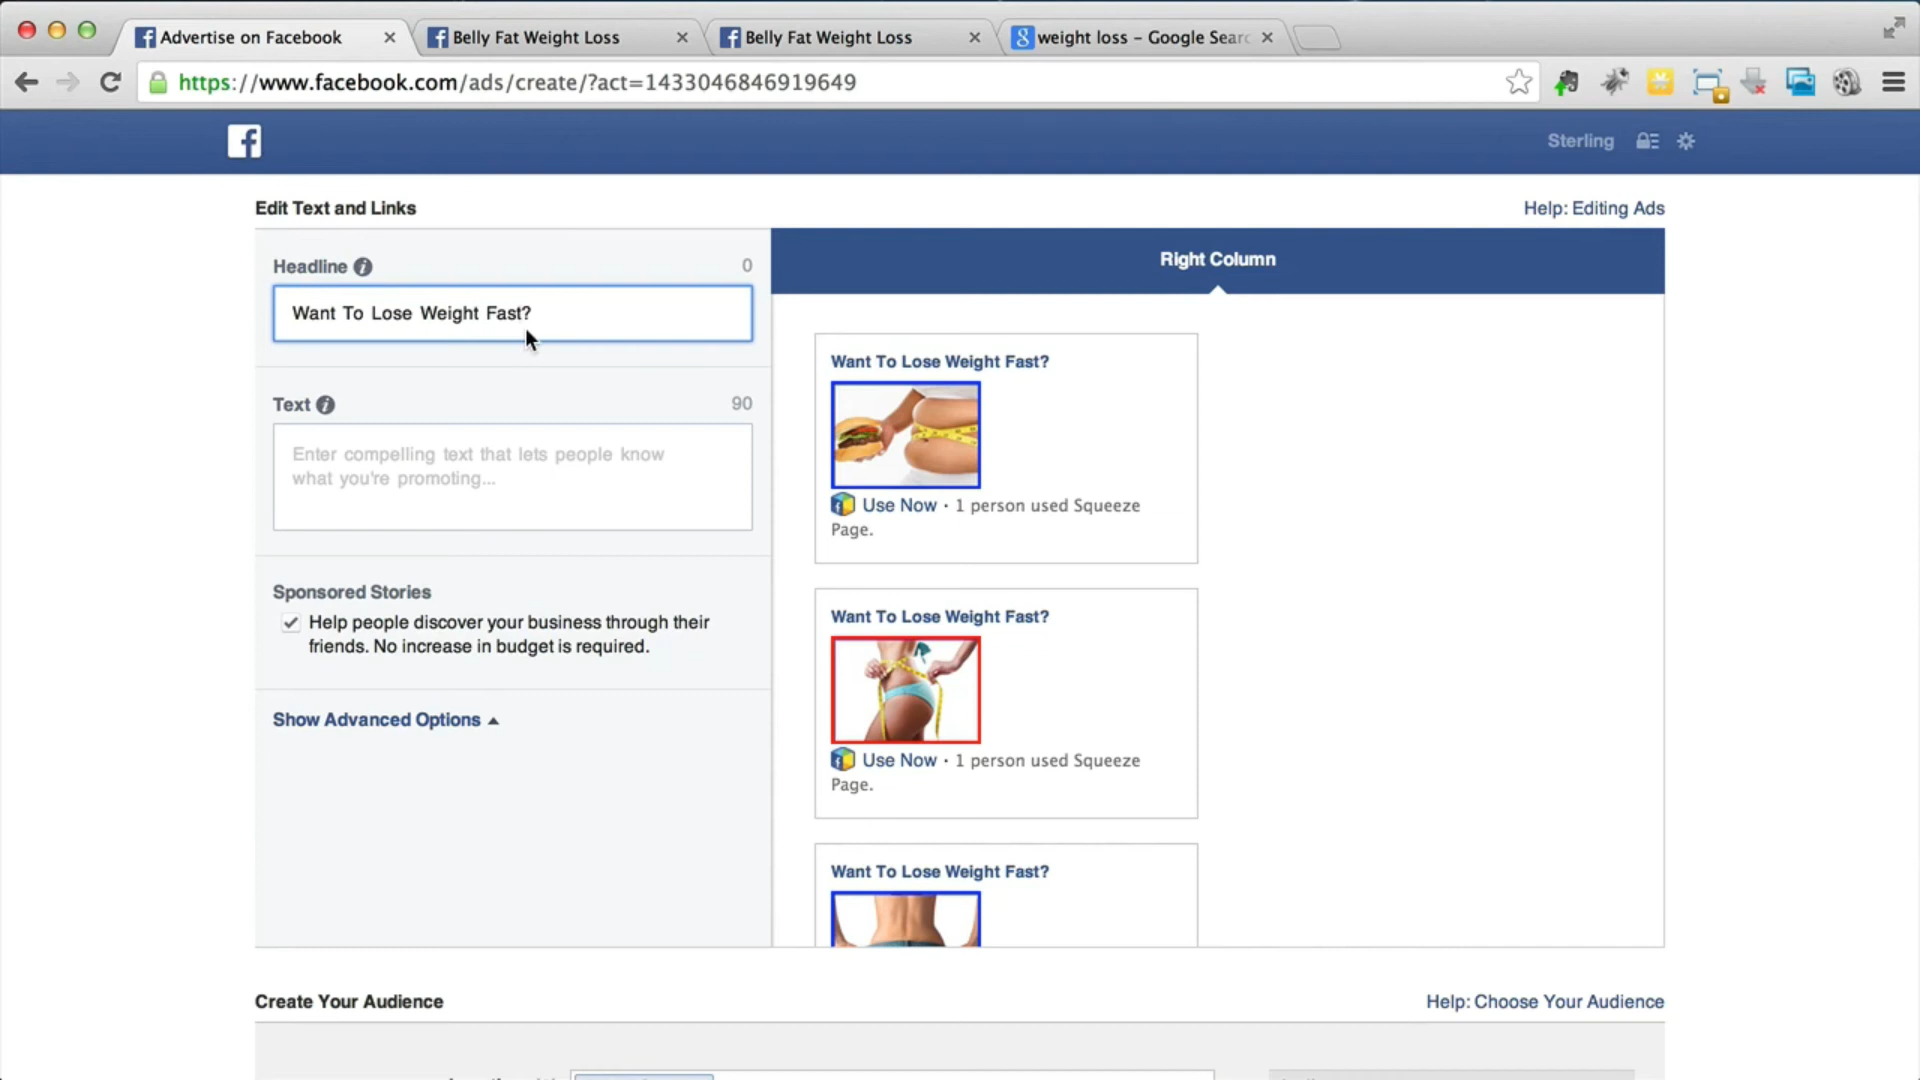 Advertise on Facebook
Belly Fat Weight Loss
Belly Fat Weight Loss
weight loss - Google Searc
https://www.facebook.com/ads/create/?act=1433046846919649
Sterling
Edit Text and Links
Help: Editing Ads
Headline
0
Want To Lose Weight Fast?
Text
90
Enter compelling text that lets people know
what you're promoting...
Sponsored Stories
Help people discover your business through their
friends. No increase in budget is required.
Show Advanced Options
Right Column
Want To Lose Weight Fast?
Use Now · 1 person used Squeeze
Page.
Want To Lose Weight Fast?
Use Now · 1 person used Squeeze
Page.
Want To Lose Weight Fast?
Create Your Audience
Help: Choose Your Audience